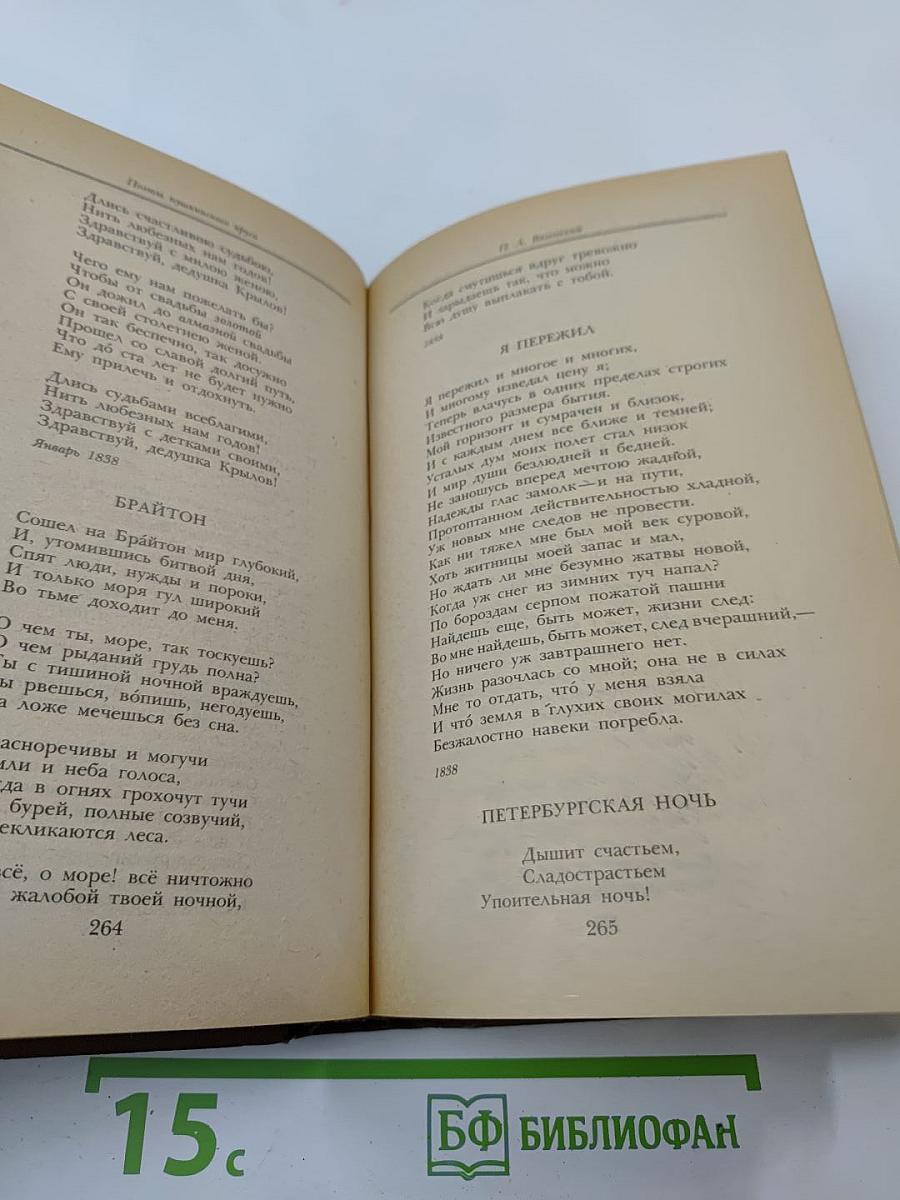 Поэты пушкинского круга
Длись счастливою судьбою,
Нить любезных нам годов!
Здравствуй с милою женою,
Здравствуй, дедушка Крылов!
Чего ему нам пожелать бы?
Чтобы от свадьбы золотой
Он дожил до алмазной свадьбы
С своей столетнею женой.
Он так беспечно, так досужно
Прошел со славой долгий путь,
Что до́ ста лет не будет нужно
Ему прилечь и отдохнуть.
Длись судьбами всеблагими,
Нить любезных нам годов!
Здравствуй с детками своими,
Здравствуй, дедушка Крылов!
Январь 1838
БРАЙТОН
Сошел на Бра́йтон мир глубокий,
И, утомившись битвой дня,
Спят люди, нужды и пороки,
И только моря гул широкий
Во тьме доходит до меня.
О чем ты, море, так тоскуешь?
О чем рыданий грудь полна?
Ты с тишиной ночной враждуешь,
ы рвешься, во́пишь, негодуешь,
а ложе мечешься без сна.
асноречивы и могучи
мли и неба голоса,
да в огнях грохочут тучи
бурей, полные созвучий,
екликаются леса.
всё, о море! всё ничтожно
жалобой твоей ночной,
264
П. А. Вяземский
Когда смутишься вдруг тревожно
И зарыдаешь так, что можно
Всю душу выплакать с тобой.
1838
Я ПЕРЕЖИЛ
Я пережил и многое и многих,
И многому изведал цену я;
Теперь влачусь в одних пределах строгих
Известного размера бытия.
Мой горизонт и сумрачен и близок,
И с каждым днем все ближе и темней;
Усталых дум моих полет стал низок
И мир души безлюдней и бедней.
Не заношусь вперед мечтою жадной,
Надежды глас замолк—и на пути,
Протоптанном действительностью хладной,
Уж новых мне следов не провести.
Как ни тяжел мне был мой век суровой,
Хоть житницы моей запас и мал,
Но ждать ли мне безумно жатвы новой,
Когда уж снег из зимних туч напал?
По бороздам серпом пожатой пашни
Найдешь еще, быть может, жизни след:
Во мне найдешь, быть может, след вчерашний,—
Но ничего уж завтрашнего нет.
Жизнь разочлась со мной; она не в силах
Мне то отдать, что́ у меня взяла
И что́ земля в глухих своих могилах
Безжалостно навеки погребла.
1838
ПЕТЕРБУРГСКАЯ НОЧЬ
Дышит счастьем,
Сладострастьем
Упоительная ночь!
265
15 с
БФ БИБЛИОФАН